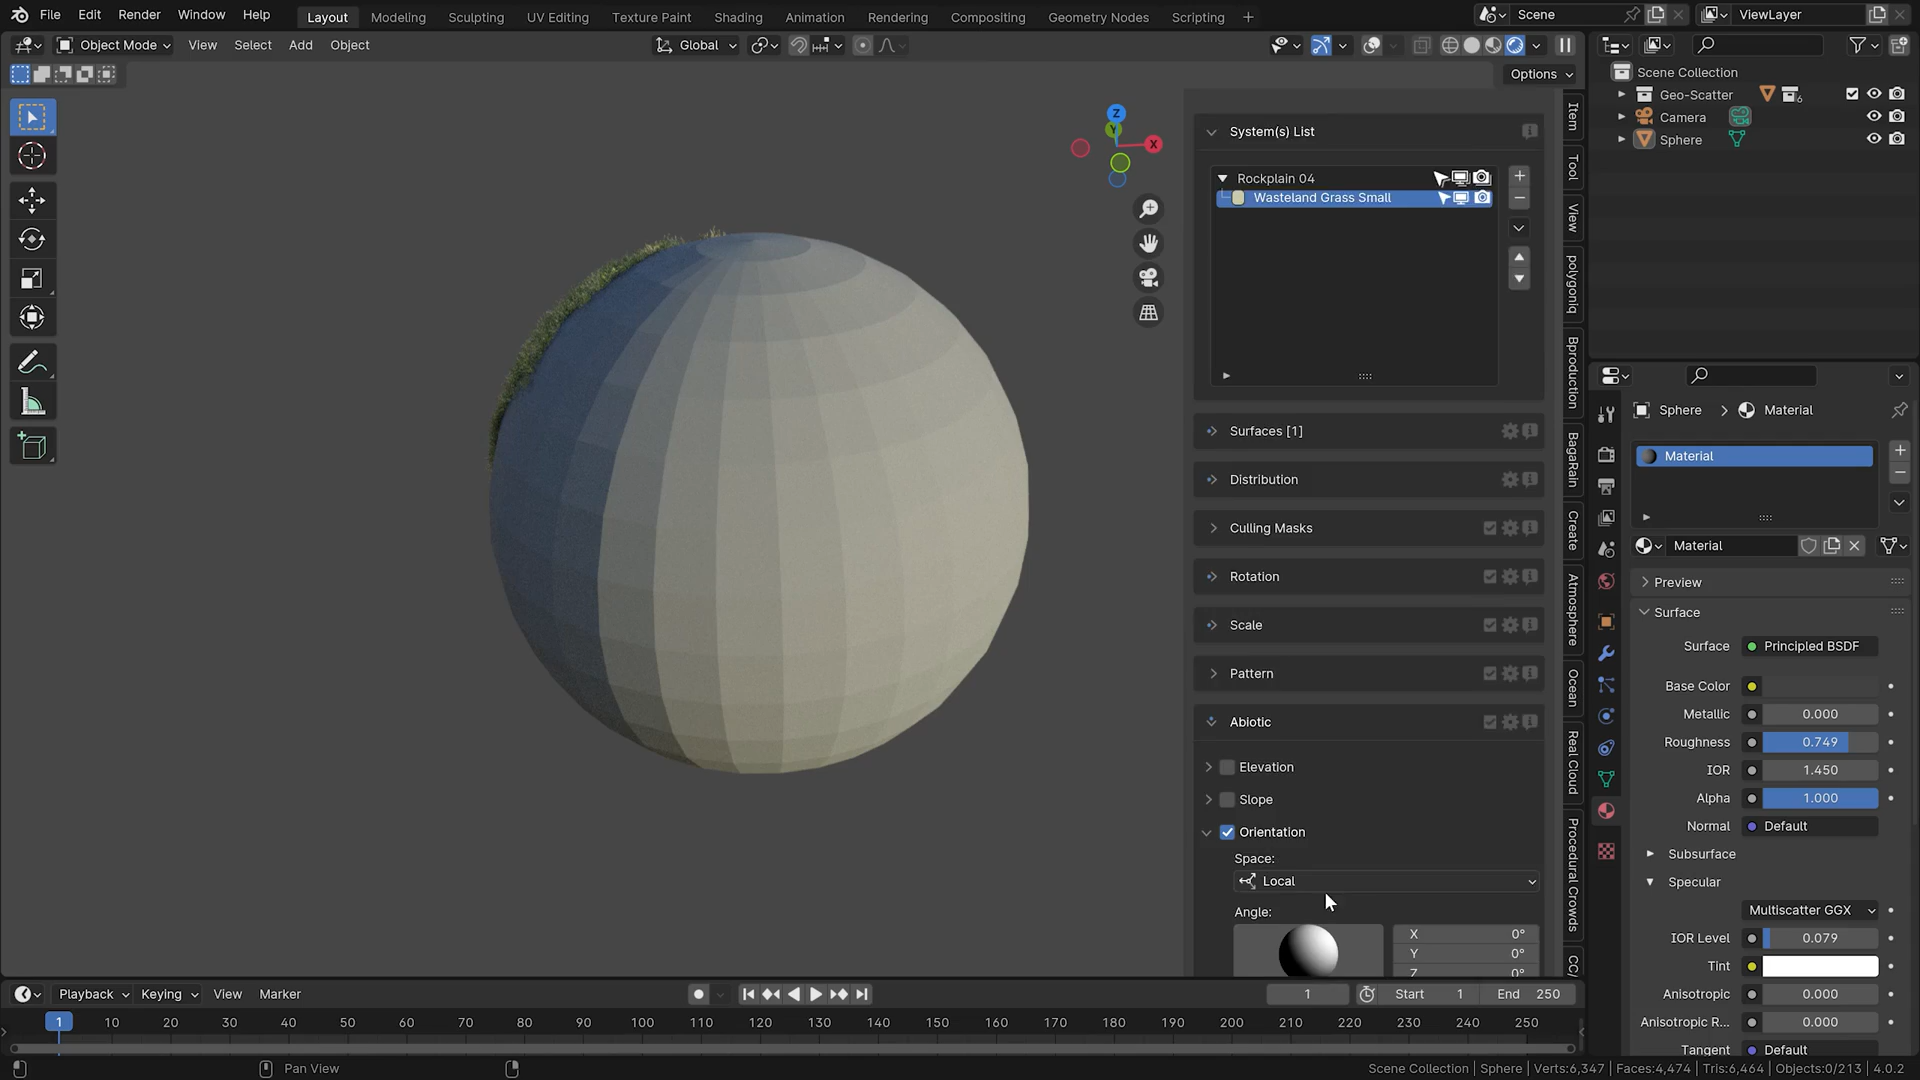 File Edit Render Window Help Layout Modeling Sculpting UV Editing Texture Paint Shading Animation Rendering Compositing Geometry Nodes Scripting + Scene ViewLayer
Object Mode View Select Add Object Global
Options
Scene Collection
Geo-Scatter 6
Camera
Sphere
Z
Y
X
System(s) List
Rockplain 04
Wasteland Grass Small
Surfaces [1]
Distribution
Culling Masks
Rotation
Scale
Pattern
Abiotic
Elevation
Slope
Orientation
Space:
Local
Angle:
X 0°
Y 0°
Z 0°
Item
Tool
View
polygoniq
Bproduction
BagaRain
Create
Atmosphere
Ocean
Real Cloud
Procedural Crowds
CC/
Sphere > Material
Material
Material
Preview
Surface
Surface Principled BSDF
Base Color
Metallic 0.000
Roughness 0.749
IOR 1.450
Alpha 1.000
Normal Default
Subsurface
Specular
Multiscatter GGX
IOR Level 0.079
Tint
Anisotropic 0.000
Anisotropic R... 0.000
Tangent Default
Playback Keying View Marker 1 Start 1 End 250
1 10 20 30 40 50 60 70 80 90 100 110 120 130 140 150 160 170 180 190 200 210 220 230 240 250
Pan View
Scene Collection | Sphere | Verts:6,347 | Faces:4,474 | Tris:6,464 | Objects:0/213 | 4.0.2